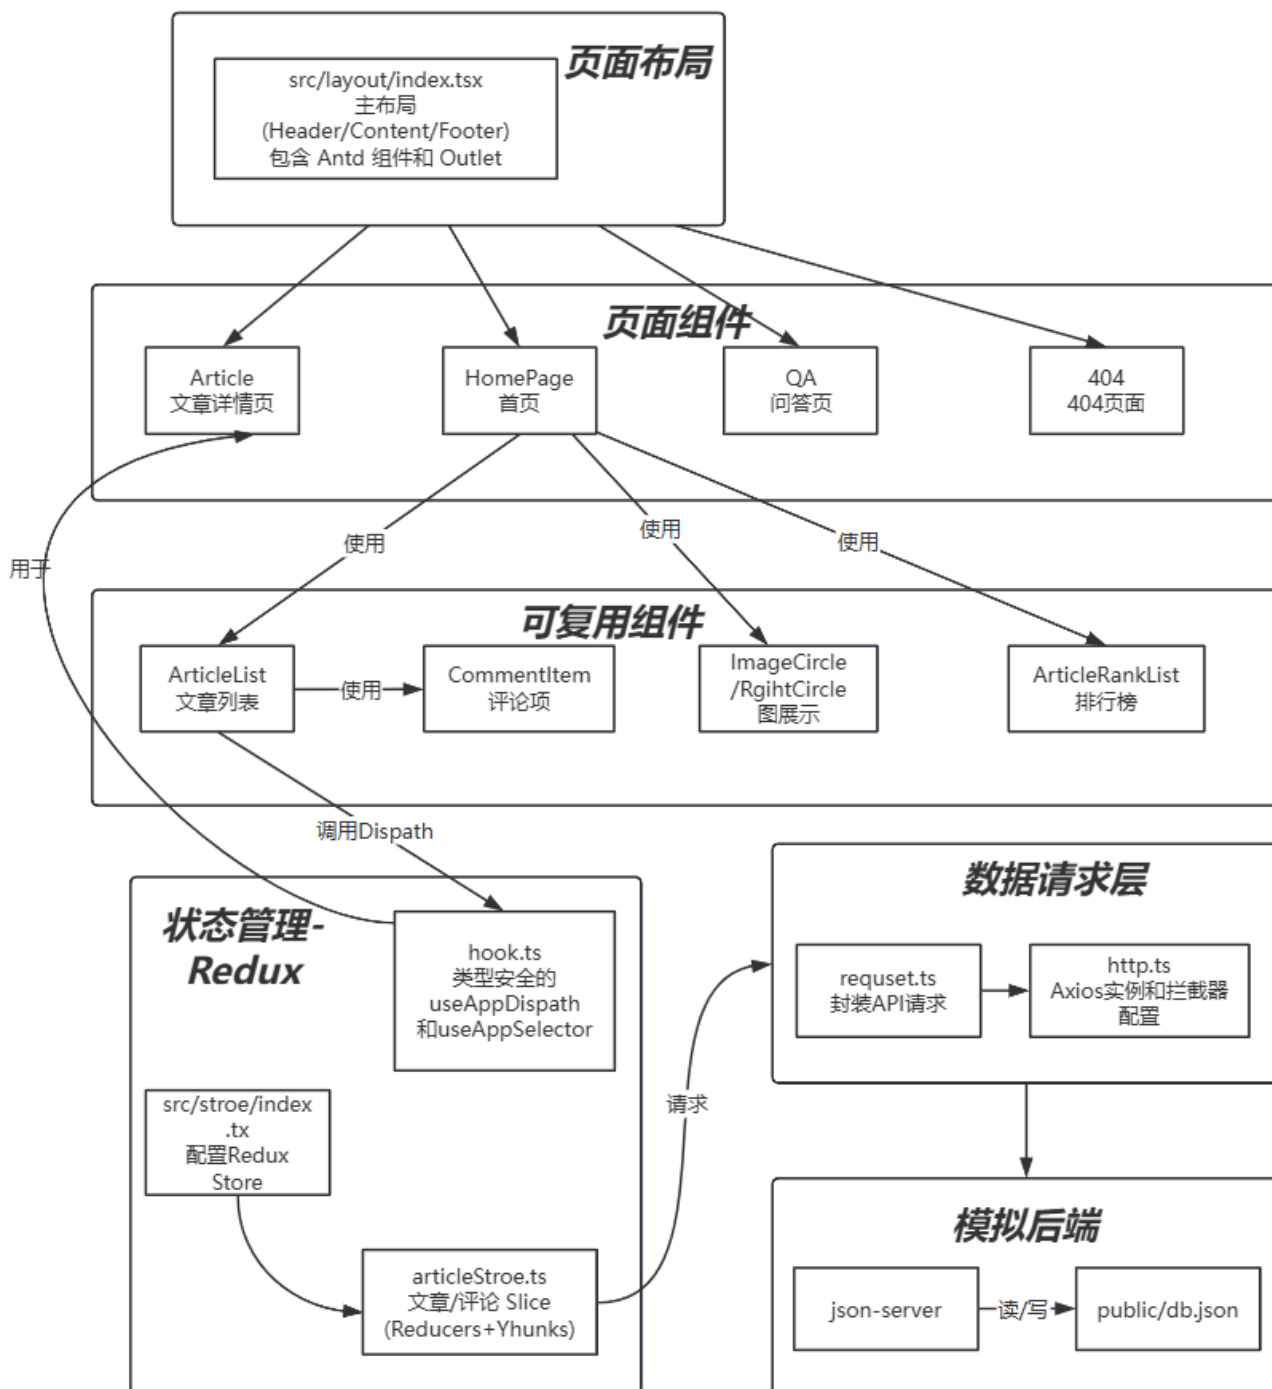 页面布局
src/layout/index.tsx
主布局
(Header/Content/Footer)
包含 Antd 组件和 Outlet
页面组件
Article
文章详情页
HomePage
首页
QA
问答页
404
404页面
使用
使用
使用
用于
可复用组件
ArticleList
文章列表
使用
CommentItem
评论项
ImageCircle
/RgihtCircle
图展示
ArticleRankList
排行榜
调用Dispath
状态管理-
Redux
hook.ts
类型安全的
useAppDispath
和useAppSelector
src/stroe/index
.tx
配置Redux
Store
articleStroe.ts
文章/评论 Slice
(Reducers+Yhunks)
请求
数据请求层
requset.ts
封装API请求
http.ts
Axios实例和拦截器
配置
模拟后端
json-server
读/写
public/db.json